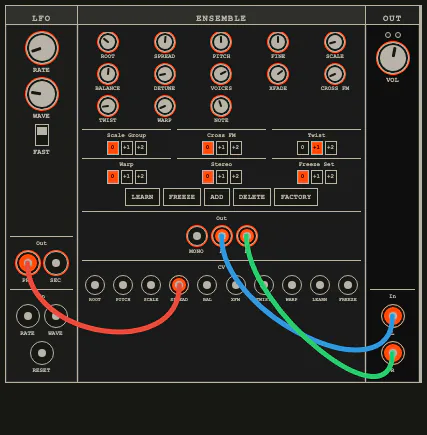 LFO ENSEMBLE OUT
ROOT SPREAD PITCH FINE SCALE
RATE VOL
BALANCE DETUNE VOICES XFADE CROSS FM
WAVE TWIST WARP NOTE
Scale Group Cross FM Twist
0 +1 +2 0 +1 +2 0 +1 +2
FAST
Warp Stereo Freeze Set
0 +1 +2 0 +1 +2 0 +1 +2
LEARN FREEZE ADD DELETE FACTORY
Out
Out
MONO
CV
SEC
ROOT PITCH SCALE BAL XFM WARP LEARN FREEZE
In
RATE WAVE
RESET
R